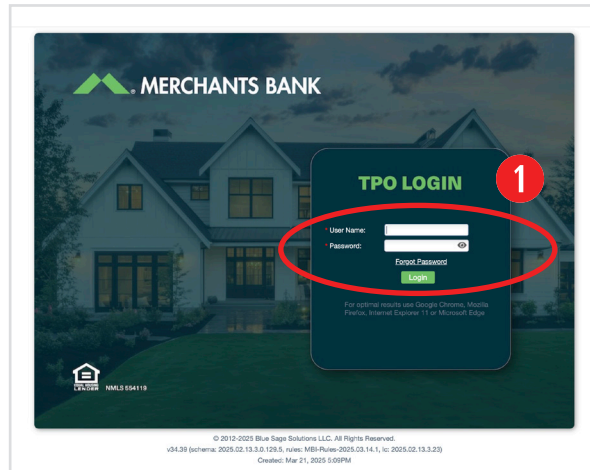 MERCHANTS BANK
TPO LOGIN
1
* User Name:
* Password:
Forgot Password
Login
For optimal results use Google Chrome, Mozilla
Firefox, Internet Explorer 11 or Microsoft Edge
EQUAL HOUSING
LENDER
NMLS 554119
© 2012-2025 Blue Sage Solutions LLC. All Rights Reserved.
v34.39 (schema: 2025.02.13.3.0.129.5, rules: MBI-Rules-2025.03.14.1, lc: 2025.02.13.3.23)
Created: Mar 21, 2025 5:09PM